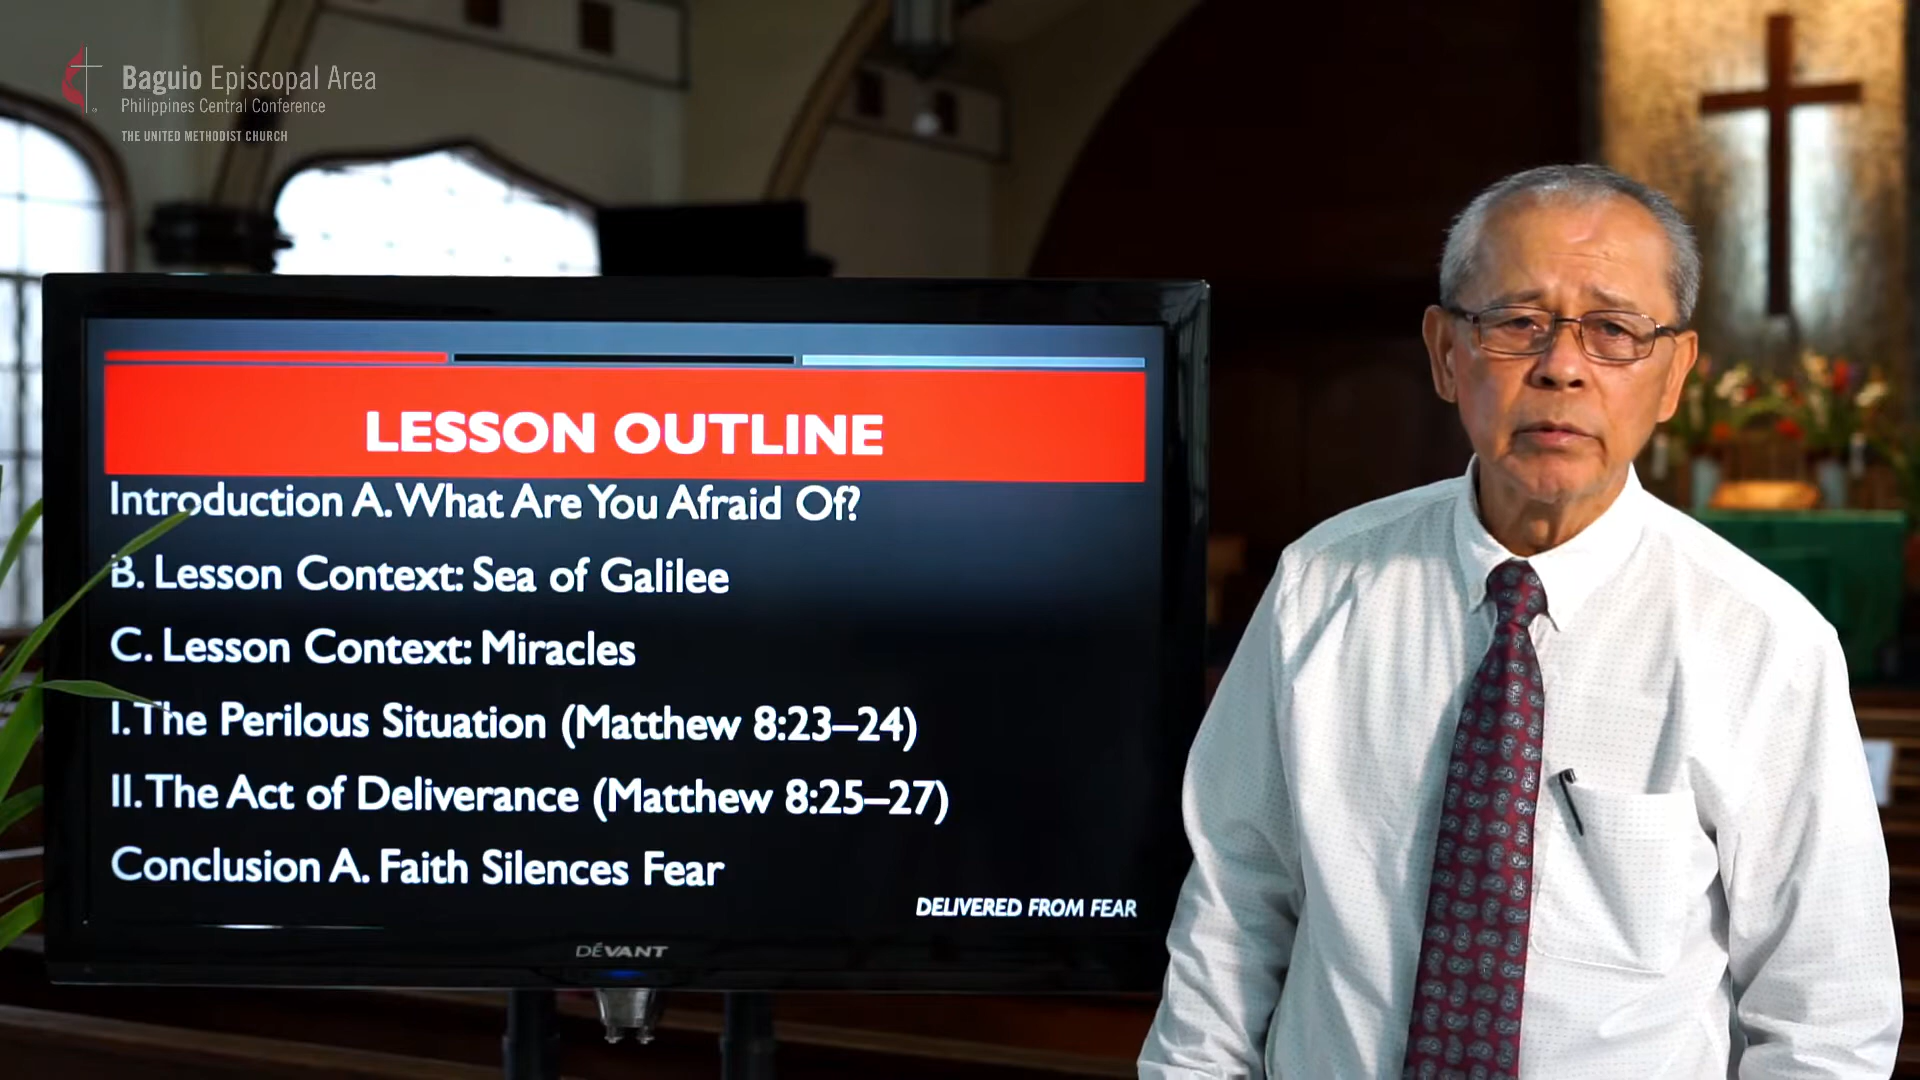 Baguio Episcopal Area
Philippines Central Conference
THE UNITED METHODIST CHURCH
LESSON OUTLINE
Introduction A. What Are You Afraid Of?
B. Lesson Context: Sea of Galilee
C. Lesson Context: Miracles
I. The Perilous Situation (Matthew 8:23–24)
II. The Act of Deliverance (Matthew 8:25–27)
Conclusion A. Faith Silences Fear
DELIVERED FROM FEAR
DEVANT